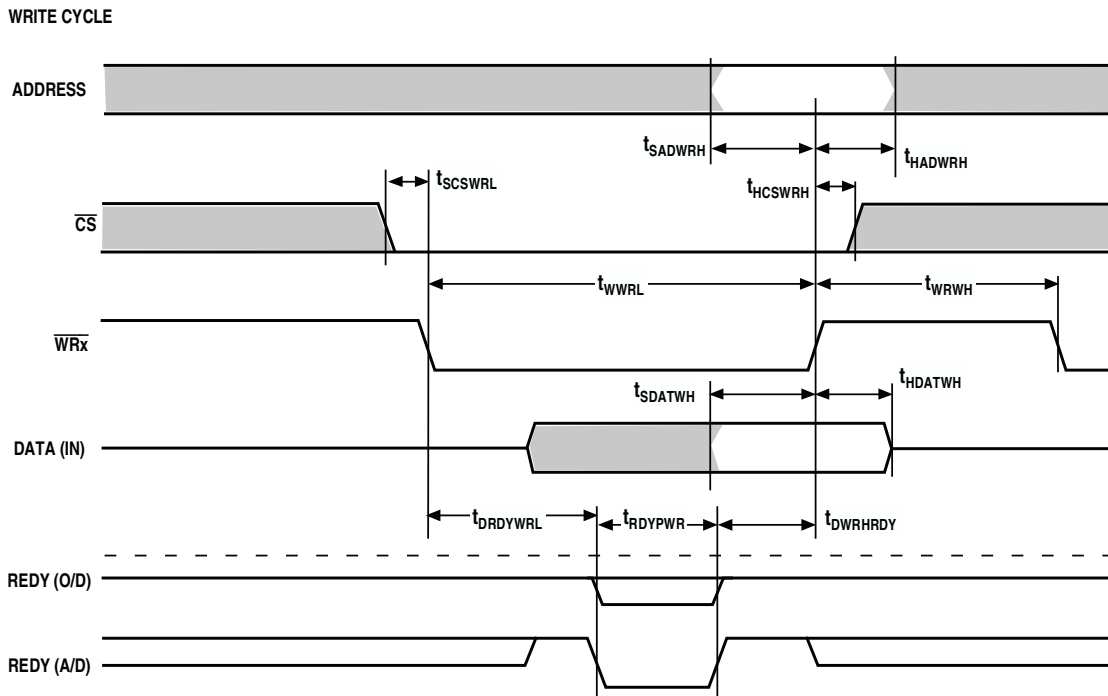 WRITE CYCLE
ADDRESS
tSADWRH
tHADWRH
tSCSWRL
tHCSWRH
CS
tWWRL
tWRWH
WRx
tSDATWH
tHDATWH
DATA (IN)
tDRDYWRL
tRDYPWR
tDWRHRDY
REDY (O/D)
REDY (A/D)